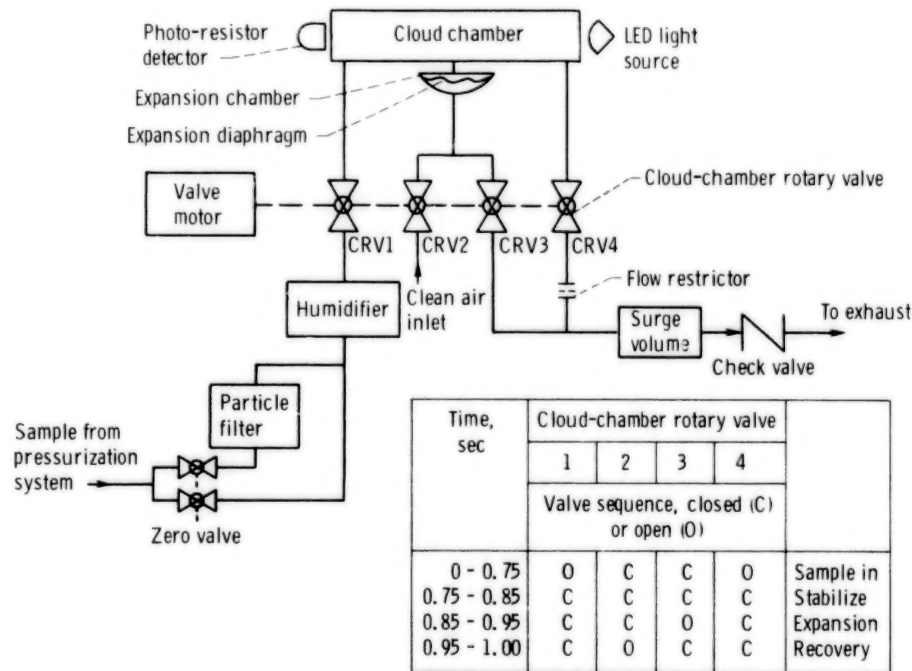 Photo-resistor
detector
Cloud chamber
LED light
source
Expansion chamber
Expansion diaphragm
Valve
motor
Cloud-chamber rotary valve
CRV1
CRV2
CRV3
CRV4
Humidifier
Clean air
inlet
Flow restrictor
Surge
volume
To exhaust
Check valve
Particle
filter
Sample from
pressurization
system
Zero valve
Time,
sec
Cloud-chamber rotary valve
1 2 3 4
Valve sequence, closed (C)
or open (O)
0 - 0.75 O C C O Sample in
0.75 - 0.85 C C C C Stabilize
0.85 - 0.95 C C O C Expansion
0.95 - 1.00 C O C C Recovery